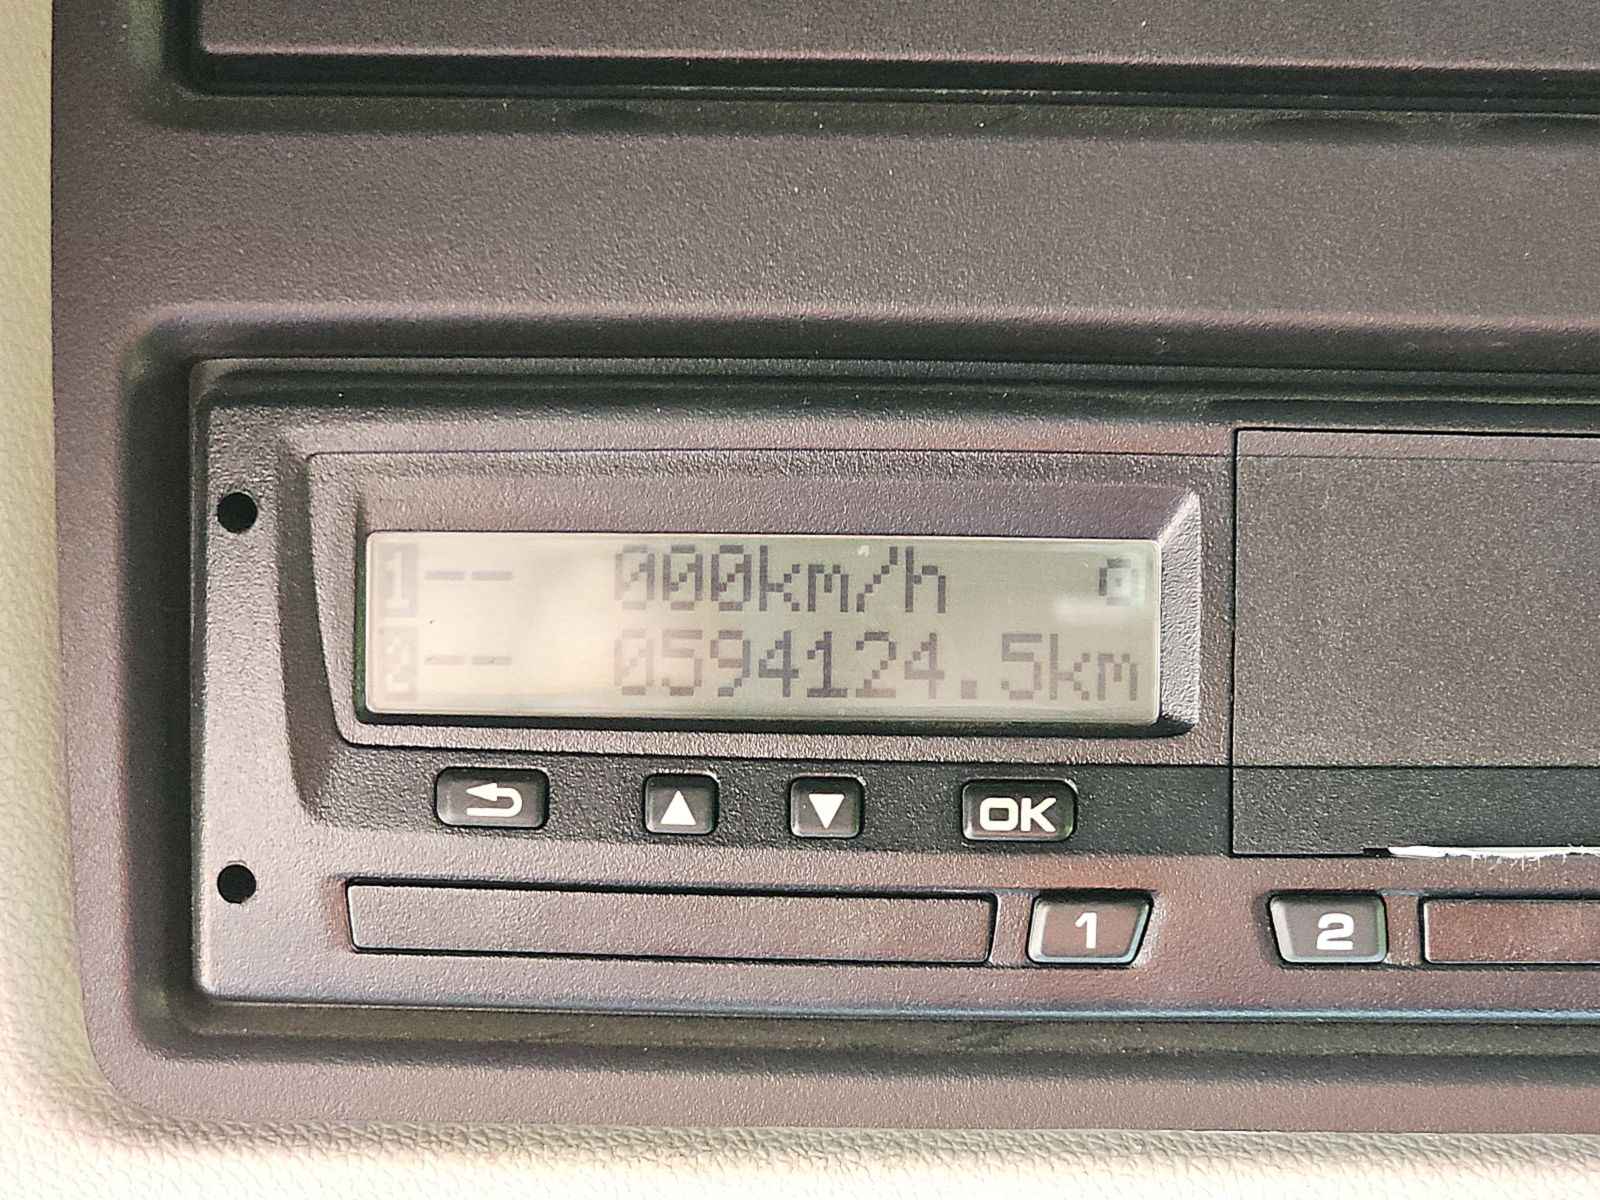 1-- 000km/h
2-- 0594124.5km
▲ ▼ OK
1 2